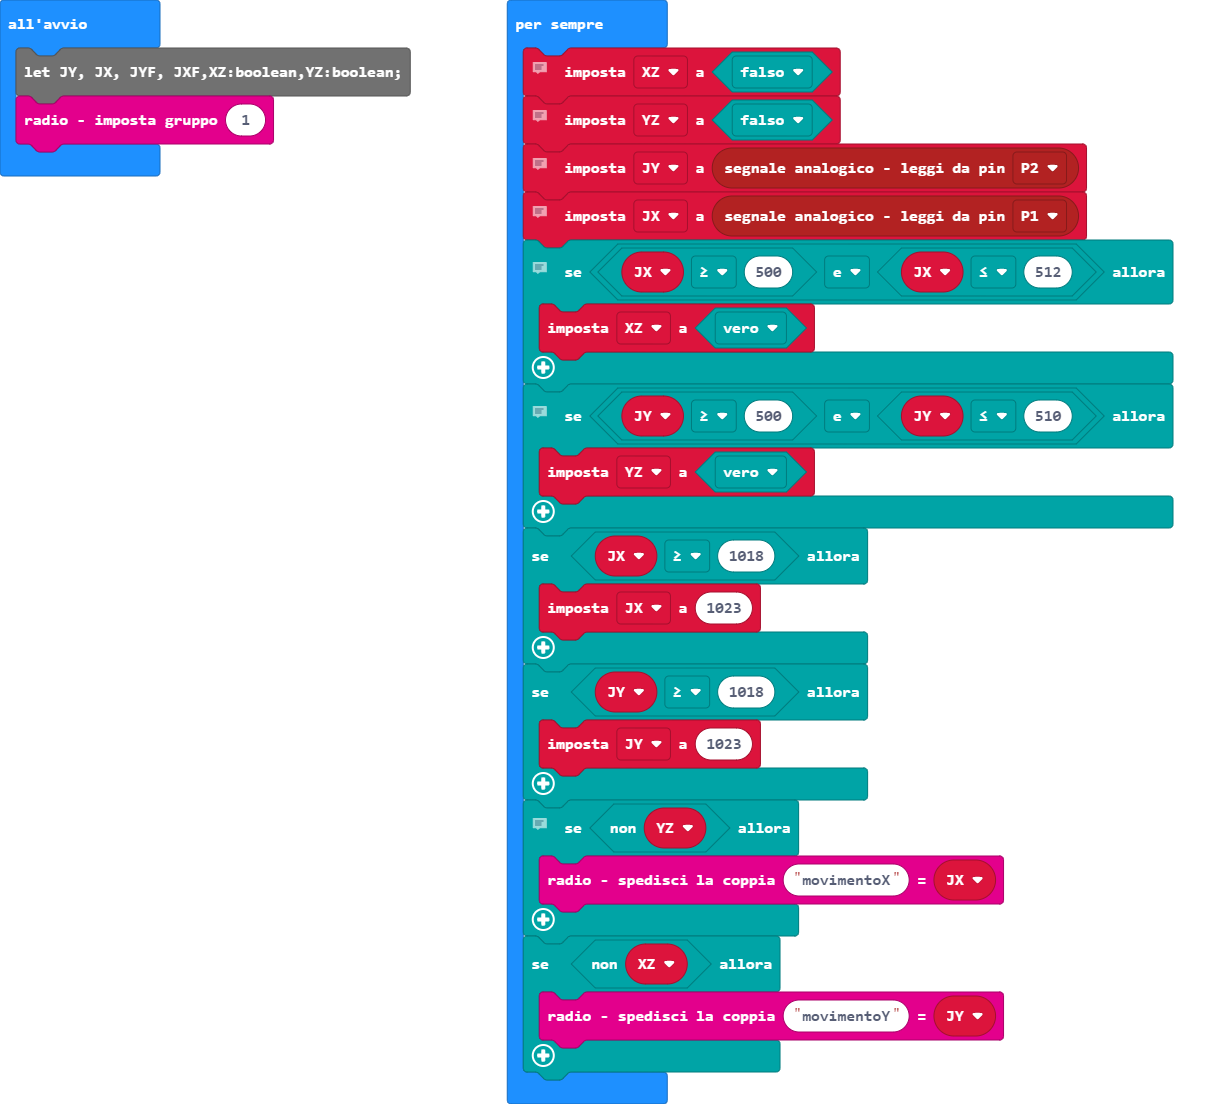 all'avvio
let JY, JX, JYF, JXF,XZ:boolean,YZ:boolean;
radio - imposta gruppo 1
per sempre
imposta XZ a falso
imposta YZ a falso
imposta JY a segnale analogico - leggi da pin P2
imposta JX a segnale analogico - leggi da pin P1
se JX ≥ 500 e JX ≤ 512 allora
imposta XZ a vero
se JY ≥ 500 e JY ≤ 510 allora
imposta YZ a vero
se JX ≥ 1018 allora
imposta JX a 1023
se JY ≥ 1018 allora
imposta JY a 1023
se non YZ allora
radio - spedisci la coppia "movimentoX" = JX
se non XZ allora
radio - spedisci la coppia "movimentoY" = JY